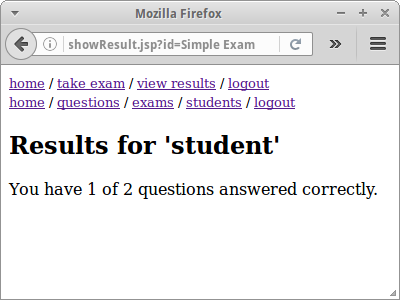 Mozilla Firefox
showResult.jsp?id=Simple Exam
home / take exam / view results / logout
home / questions / exams / students / logout
Results for 'student'
You have 1 of 2 questions answered correctly.